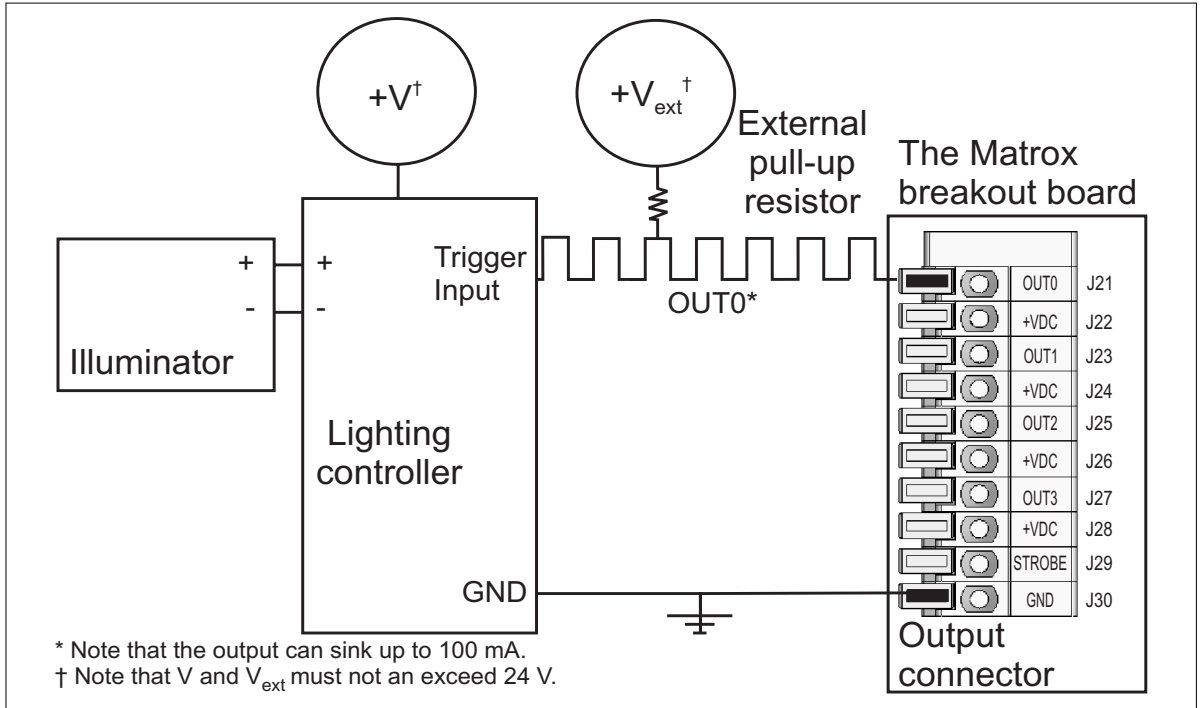 +V†
+Vext†
External
pull-up
resistor
The Matrox
breakout board
+ +
- -
Illuminator
Trigger
Input
OUT0*
Lighting
controller
GND
OUT0 J21
+VDC J22
OUT1 J23
+VDC J24
OUT2 J25
+VDC J26
OUT3 J27
+VDC J28
STROBE J29
GND J30
Output
connector
* Note that the output can sink up to 100 mA.
† Note that V and Vext must not an exceed 24 V.